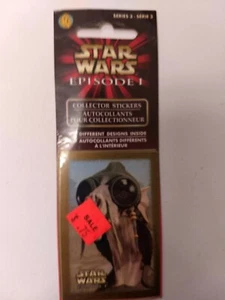 SERIES 2 - SÉRIE 2
STAR
WARS
EPISODE I
COLLECTOR STICKERS
AUTOCOLLANTS
POUR COLLECTIONNEUR
DIFFERENT DESIGNS INSIDE
AUTOCOLLANTS DIFFÉRENTS
À L'INTÉRIEUR
SALE
$ .75
STAR
WARS